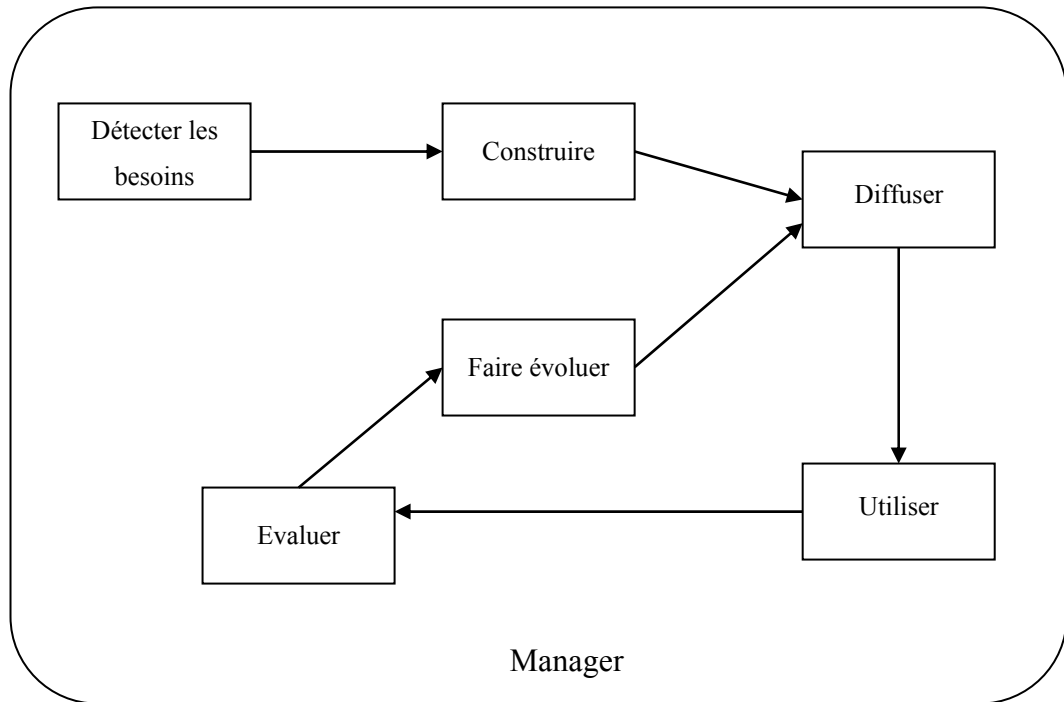 Détecter les
besoins
Construire
Diffuser
Faire évoluer
Evaluer
Utiliser
Manager